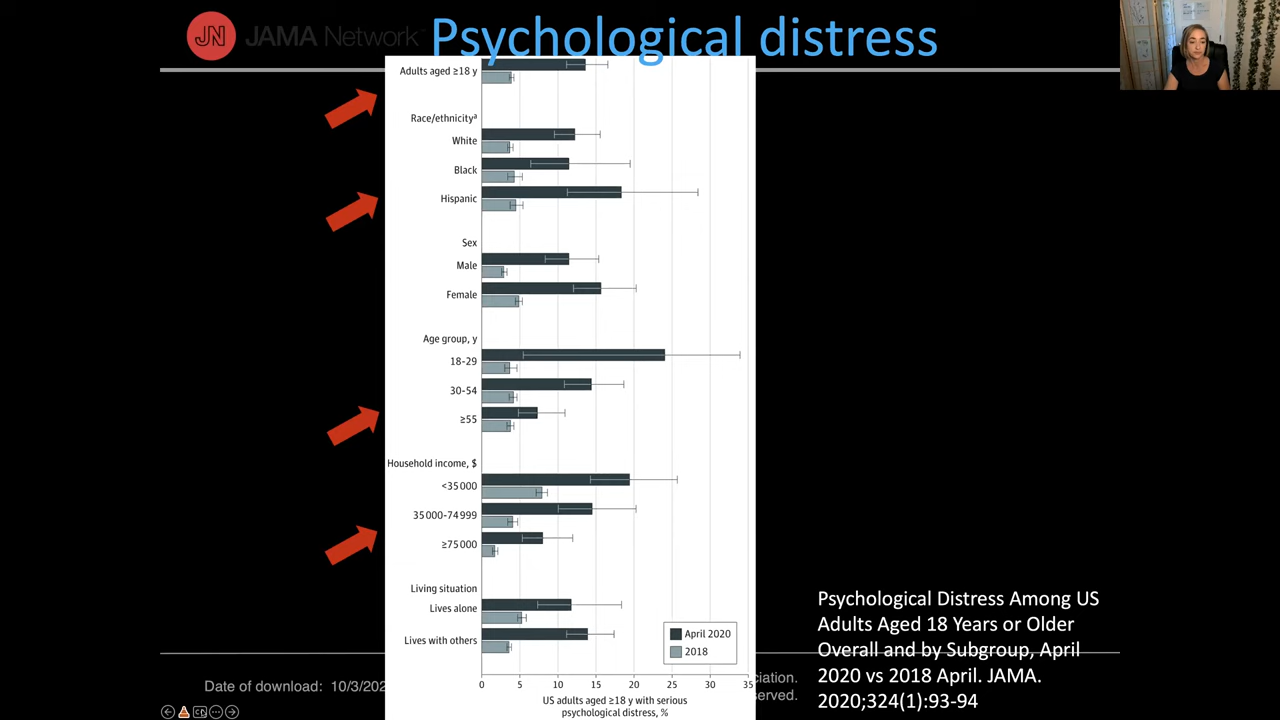 JN JAMA Network
Psychological distress
Adults aged ≥18 y
Race/ethnicityᵃ
White
Black
Hispanic
Sex
Male
Female
Age group, y
18-29
30-54
≥55
Household income, $
<35 000
35 000-74 999
≥75 000
Living situation
Lives alone
Lives with others
April 2020
2018
0 5 10 15 20 25 30 35
US adults aged ≥18 y with serious
psychological distress, %
Psychological Distress Among US
Adults Aged 18 Years or Older
Overall and by Subgroup, April
2020 vs 2018 April. JAMA.
2020;324(1):93-94
Date of download: 10/3/202